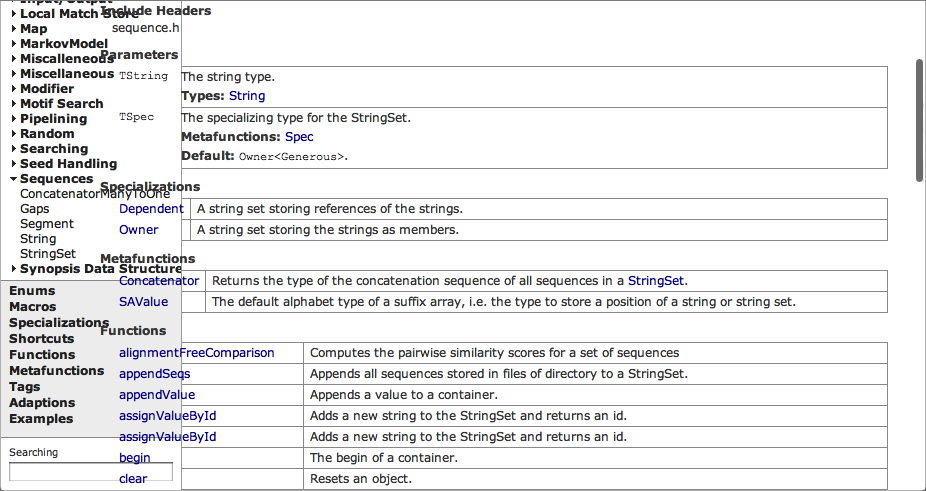 Input/Output
Local Match Store
Map
MarkovModel
Miscalleneous
Miscellaneous
Modifier
Motif Search
Pipelining
Random
Searching
Seed Handling
Sequences
ConcatenatorManyToOne
Gaps
Segment
String
StringSet
Synopsis Data Structure
Enums
Macros
Specializations
Shortcuts
Functions
Metafunctions
Tags
Adaptions
Examples
Searching
Include Headers
sequence.h
Parameters
TString The string type.
Types: String
TSpec The specializing type for the StringSet.
Metafunctions: Spec
Default: Owner<Generous>.
Specializations
Dependent A string set storing references of the strings.
Owner A string set storing the strings as members.
Metafunctions
Concatenator Returns the type of the concatenation sequence of all sequences in a StringSet.
SAValue The default alphabet type of a suffix array, i.e. the type to store a position of a string or string set.
Functions
alignmentFreeComparison Computes the pairwise similarity scores for a set of sequences
appendSeqs Appends all sequences stored in files of directory to a StringSet.
appendValue Appends a value to a container.
assignValueById Adds a new string to the StringSet and returns an id.
assignValueById Adds a new string to the StringSet and returns an id.
begin The begin of a container.
clear Resets an object.